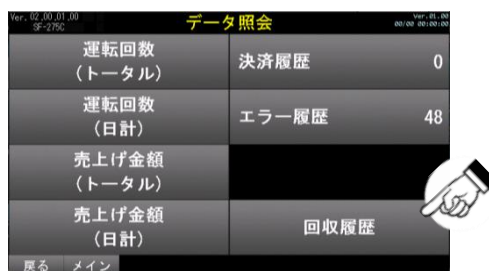 Ver. 02.00.01.00
SF-275C
データ照会
Ver.01.00
00/00 00:00:00
運転回数
（トータル）
決済履歴 0
運転回数
（日計）
エラー履歴 48
売上げ金額
（トータル）
売上げ金額
（日計）
回収履歴
戻る メイン